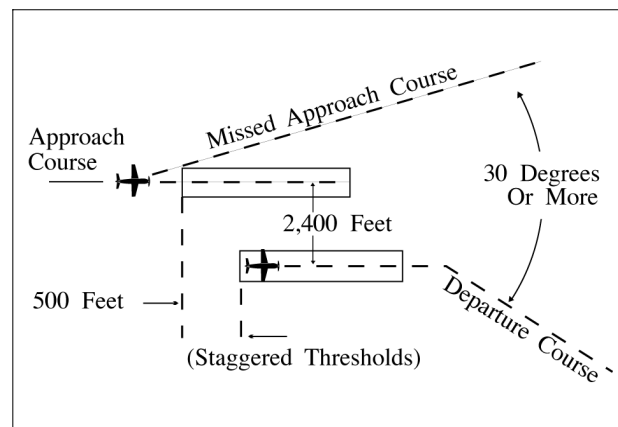 Missed Approach Course
Approach
Course
30 Degrees
Or More
2,400 Feet
500 Feet
Departure Course
(Staggered Thresholds)